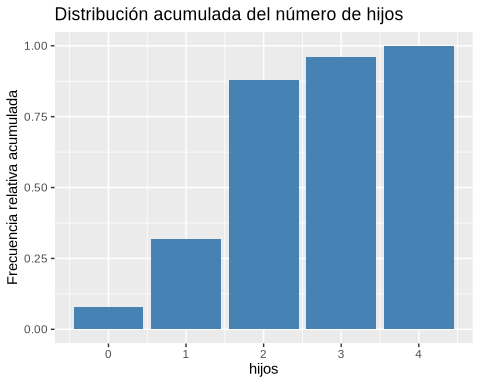 Distribución acumulada del número de hijos
Frecuencia relativa acumulada
1.00
0.75
0.50
0.25
0.00
0 1 2 3 4
hijos